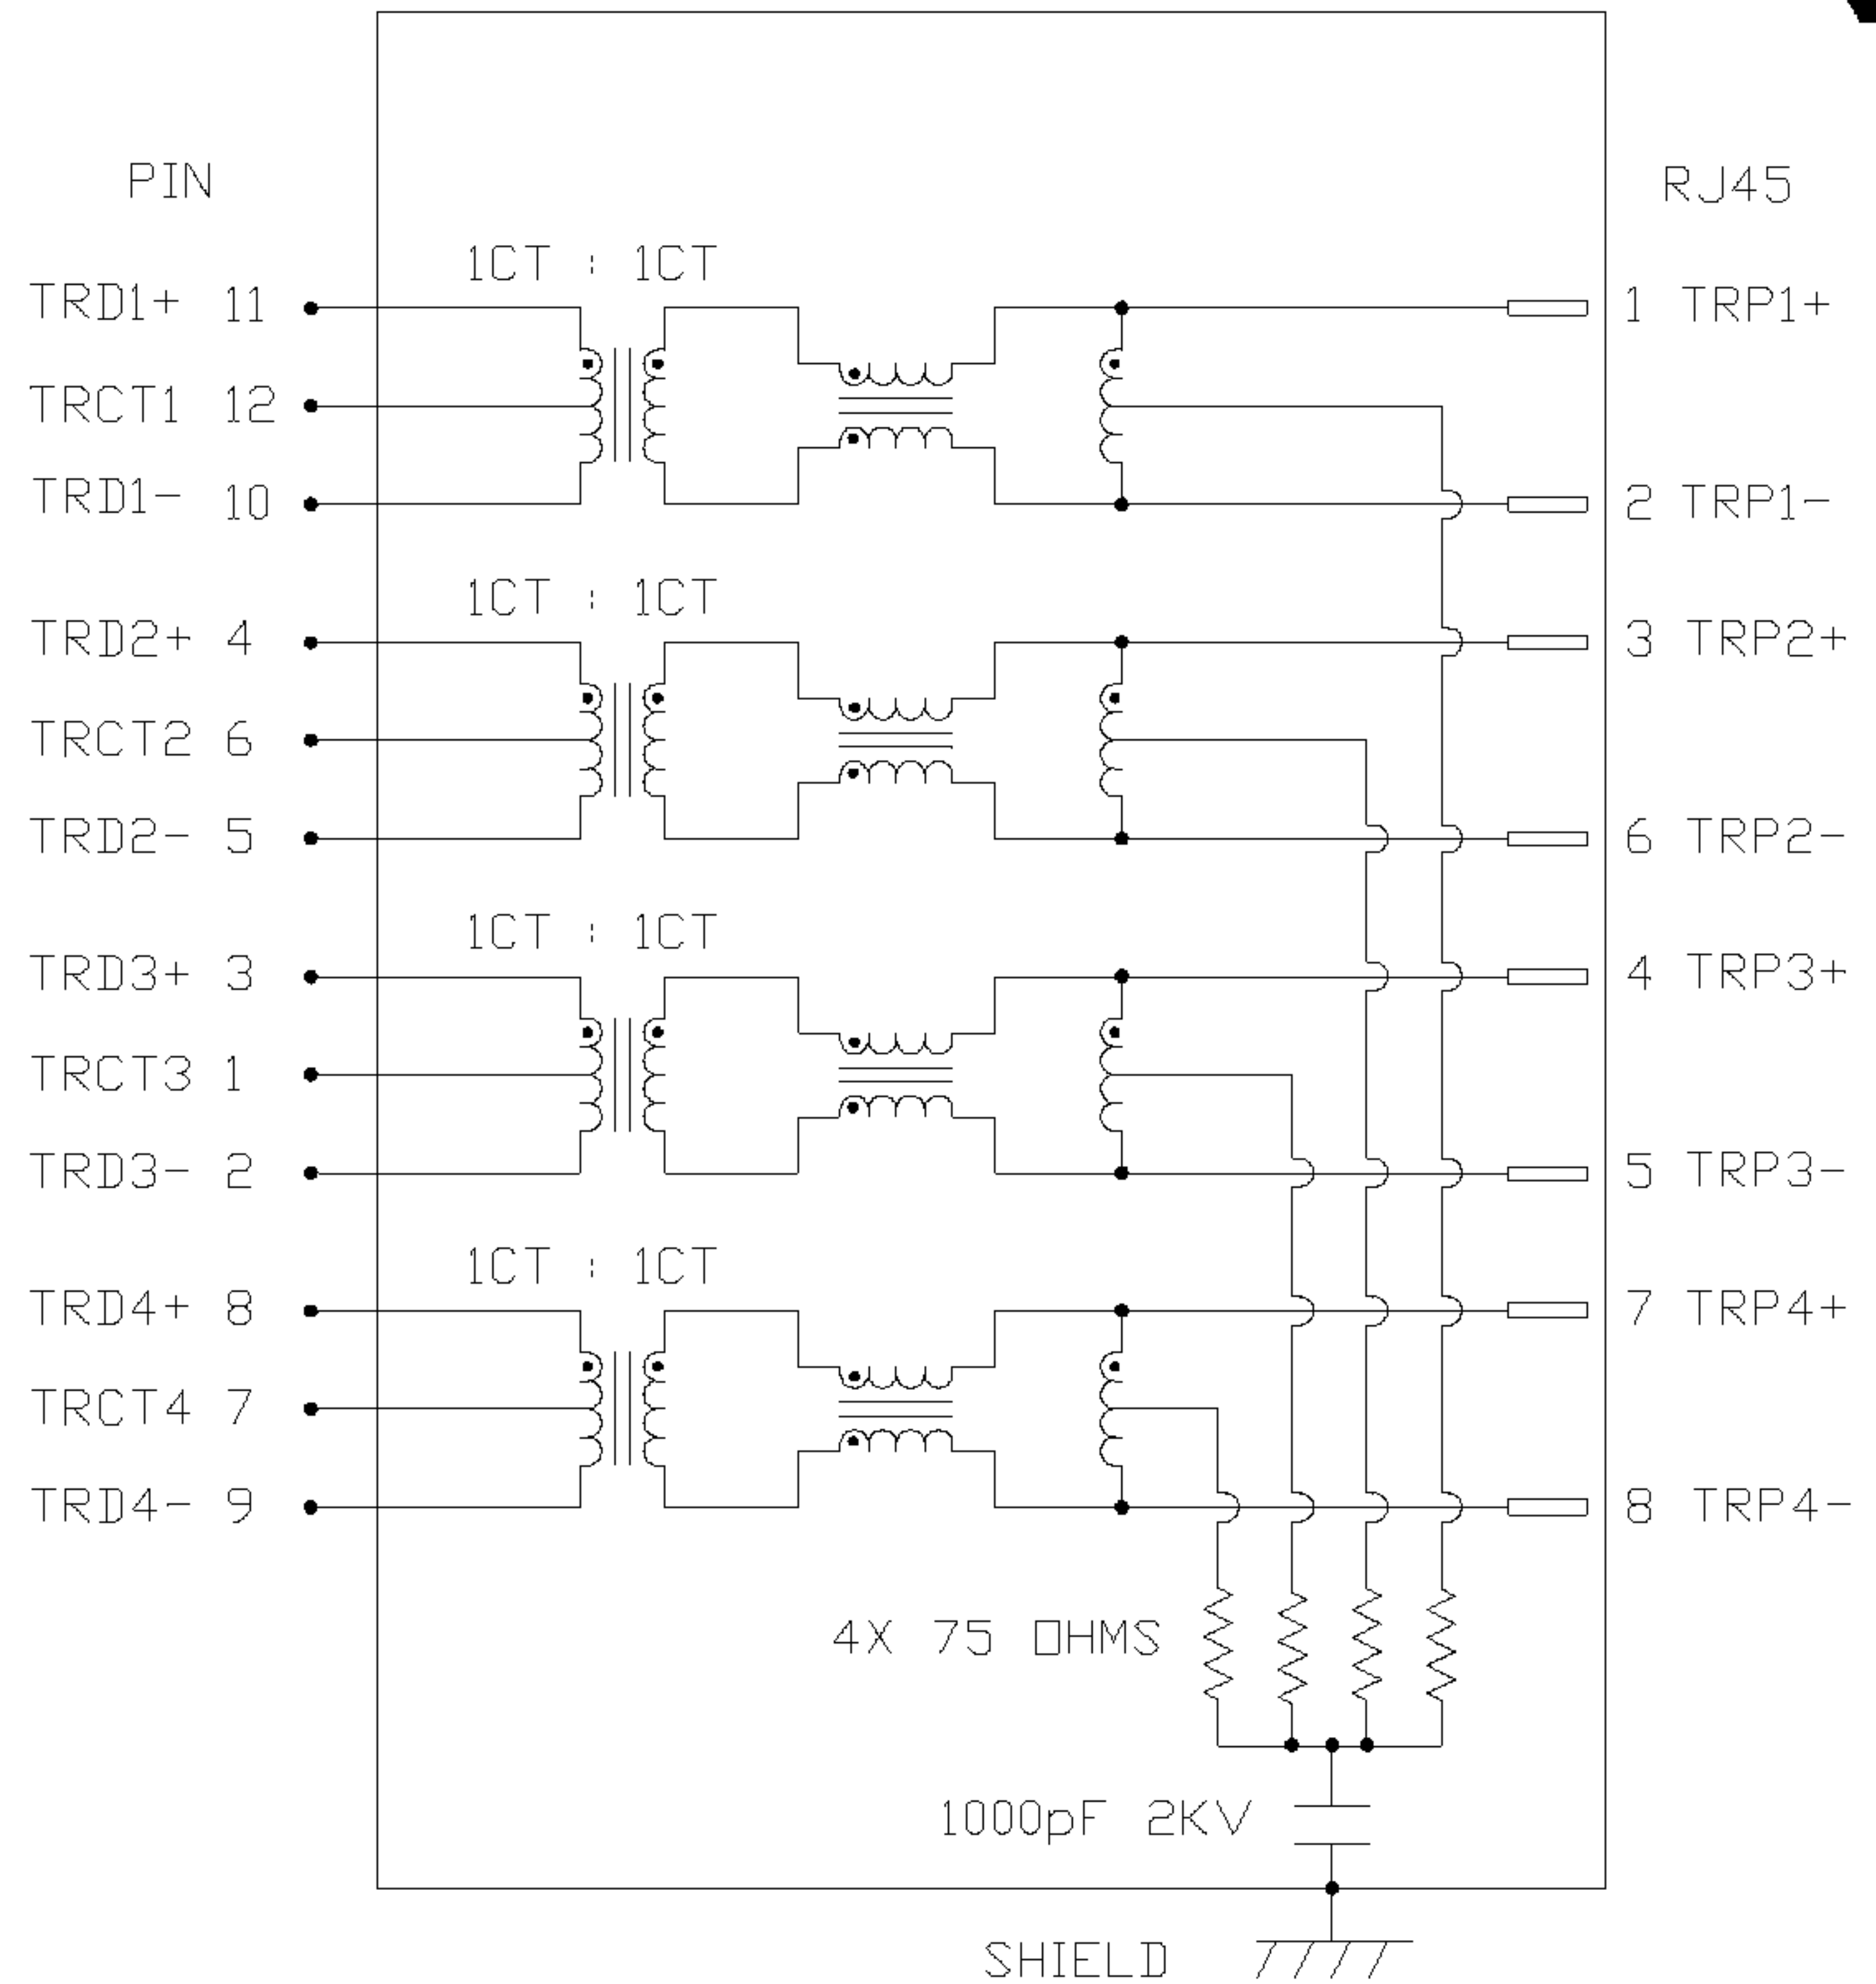 PIN
RJ45
1CT : 1CT
TRD1+ 11
1 TRP1+
TRCT1 12
TRD1- 10
2 TRP1-
1CT : 1CT
TRD2+ 4
3 TRP2+
TRCT2 6
TRD2- 5
6 TRP2-
1CT : 1CT
TRD3+ 3
4 TRP3+
TRCT3 1
TRD3- 2
5 TRP3-
1CT : 1CT
TRD4+ 8
7 TRP4+
TRCT4 7
TRD4- 9
8 TRP4-
4X 75 OHMS
1000pF 2KV
SHIELD